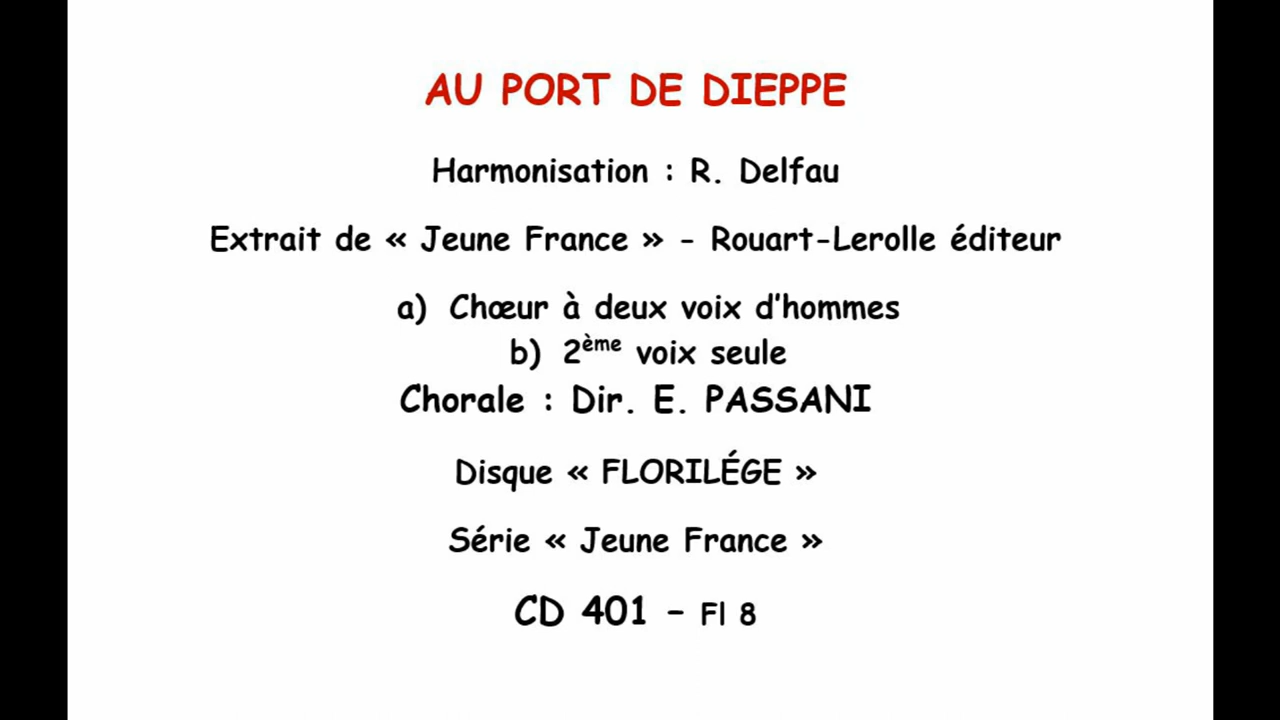 AU PORT DE DIEPPE
Harmonisation : R. Delfau
Extrait de « Jeune France » - Rouart-Lerolle éditeur
a) Chœur à deux voix d'hommes
b) 2ème voix seule
Chorale : Dir. E. PASSANI
Disque « FLORILÉGE »
Série « Jeune France »
CD 401 – Fl 8